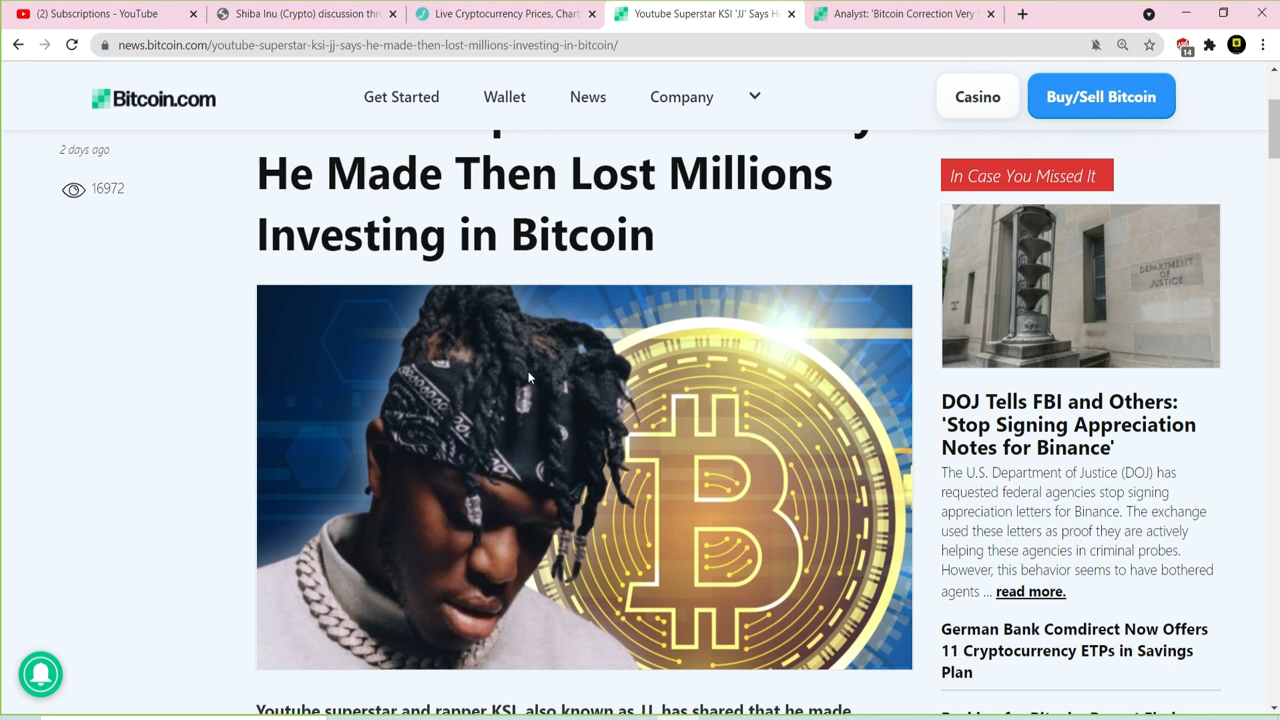 (2) Subscriptions - YouTube
Shiba Inu (Crypto) discussion thr
Live Cryptocurrency Prices, Chart
Youtube Superstar KSI 'JJ' Says H
Analyst: 'Bitcoin Correction Very
news.bitcoin.com/youtube-superstar-ksi-jj-says-he-made-then-lost-millions-investing-in-bitcoin/
14
Bitcoin.com
Get Started
Wallet
News
Company
Casino
Buy/Sell Bitcoin
2 days ago
16972
He Made Then Lost Millions
Investing in Bitcoin
Youtube superstar and rapper KSI, also known as JJ, has shared that he made
In Case You Missed It
DEPARTMENT
OF
JUSTICE
DOJ Tells FBI and Others:
'Stop Signing Appreciation
Notes for Binance'
The U.S. Department of Justice (DOJ) has
requested federal agencies stop signing
appreciation letters for Binance. The exchange
used these letters as proof they are actively
helping these agencies in criminal probes.
However, this behavior seems to have bothered
agents ... read more.
German Bank Comdirect Now Offers
11 Cryptocurrency ETPs in Savings
Plan